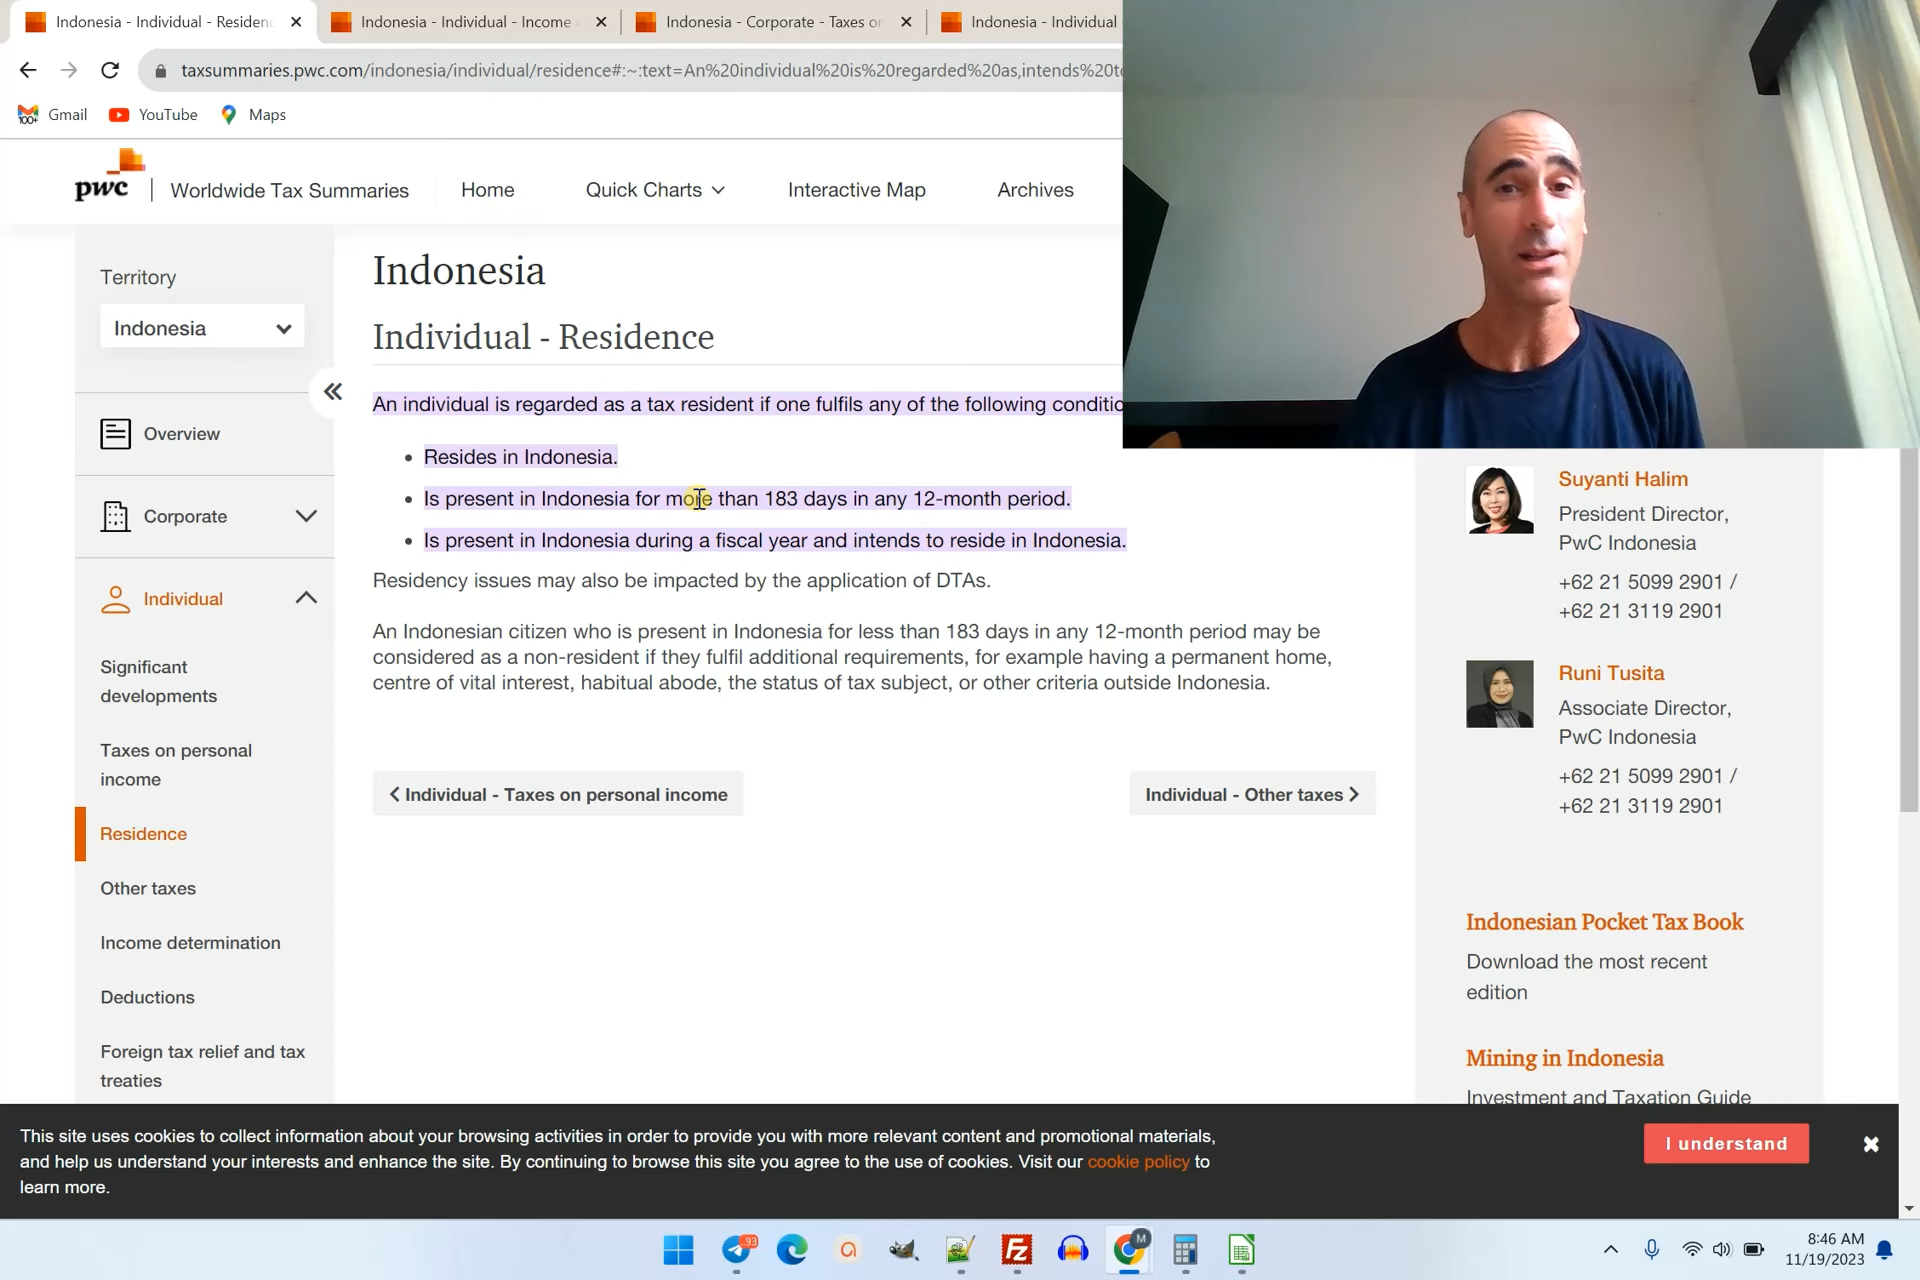 Indonesia - Individual - Residenc
Indonesia - Individual - Income
Indonesia - Corporate - Taxes on
Indonesia - Individual
taxsummaries.pwc.com/indonesia/individual/residence#:~:text=An%20individual%20is%20regarded%20as,intends%20to
Gmail
YouTube
Maps
100+
pwc
Worldwide Tax Summaries
Home
Quick Charts
Interactive Map
Archives
Territory
Indonesia
Overview
Corporate
Individual
Significant
developments
Taxes on personal
income
Residence
Other taxes
Income determination
Deductions
Foreign tax relief and tax
treaties
Indonesia
Individual - Residence
An individual is regarded as a tax resident if one fulfils any of the following conditio
• Resides in Indonesia.
• Is present in Indonesia for more than 183 days in any 12-month period.
• Is present in Indonesia during a fiscal year and intends to reside in Indonesia.
Residency issues may also be impacted by the application of DTAs.
An Indonesian citizen who is present in Indonesia for less than 183 days in any 12-month period may be
considered as a non-resident if they fulfil additional requirements, for example having a permanent home,
centre of vital interest, habitual abode, the status of tax subject, or other criteria outside Indonesia.
Individual - Taxes on personal income
Individual - Other taxes
Suyanti Halim
President Director,
PwC Indonesia
+62 21 5099 2901 /
+62 21 3119 2901
Runi Tusita
Associate Director,
PwC Indonesia
+62 21 5099 2901 /
+62 21 3119 2901
Indonesian Pocket Tax Book
Download the most recent
edition
Mining in Indonesia
Investment and Taxation Guide
This site uses cookies to collect information about your browsing activities in order to provide you with more relevant content and promotional materials,
and help us understand your interests and enhance the site. By continuing to browse this site you agree to the use of cookies. Visit our cookie policy to
learn more.
I understand
93
M
8:46 AM
11/19/2023